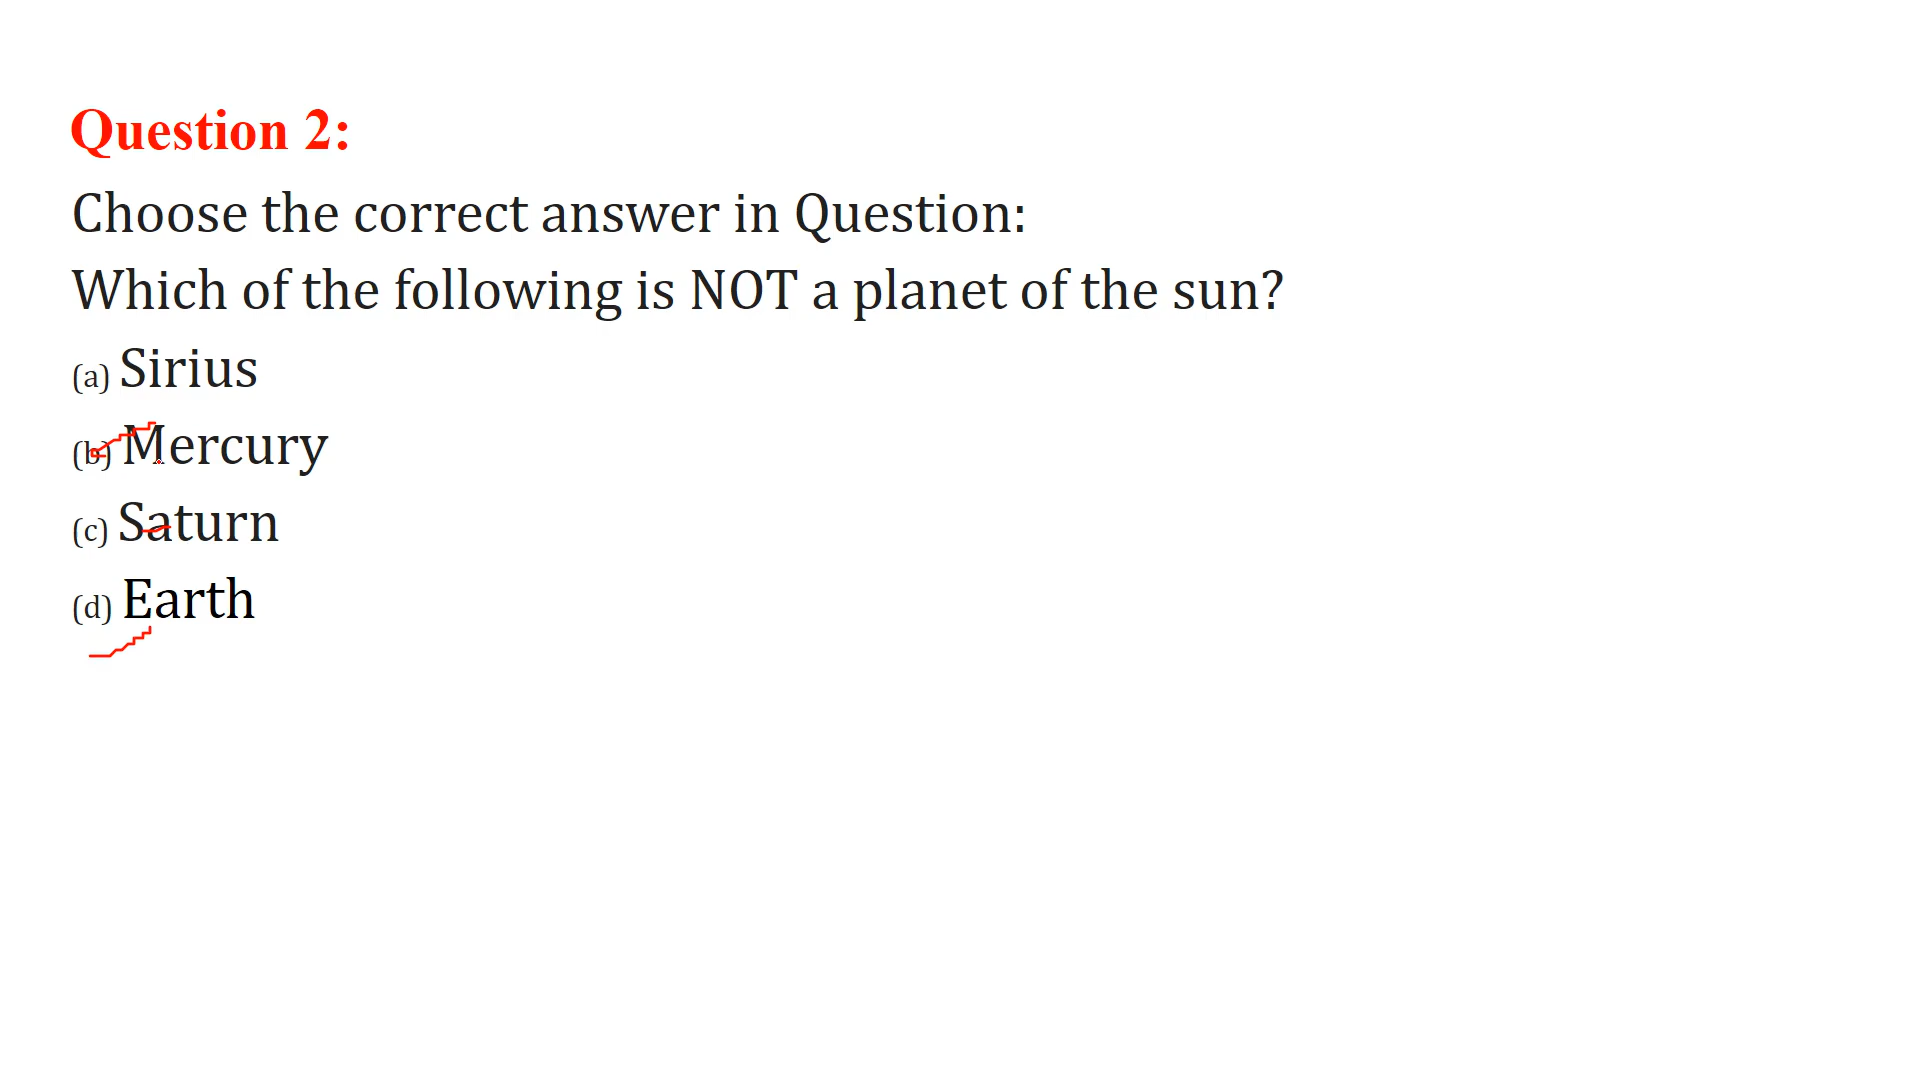 Question 2:
Choose the correct answer in Question:
Which of the following is NOT a planet of the sun?
(a) Sirius
(b) Mercury
(c) Saturn
(d) Earth